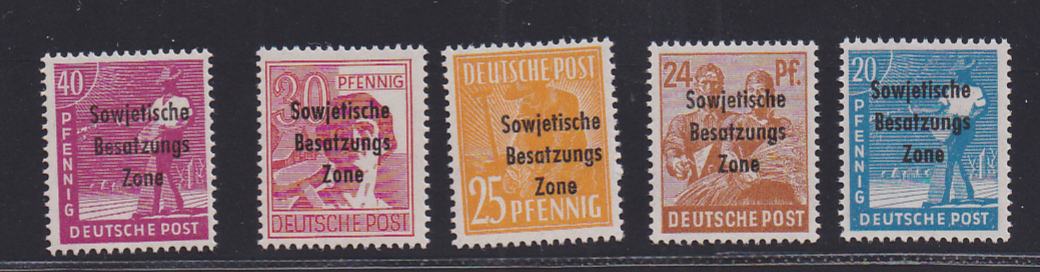 40
PFENNIG
Sowjetische
Besatzungs
Zone
DEUTSCHE POST
30 PFENNIG
Sowjetische
Besatzungs
Zone
DEUTSCHE POST
DEUTSCHE POST
Sowjetische
Besatzungs
Zone
25 PFENNIG
24 Pf.
Sowjetische
Besatzungs
Zone
DEUTSCHE POST
20
PFENNIG
Sowjetische
Besatzungs
Zone
DEUTSCHE POST